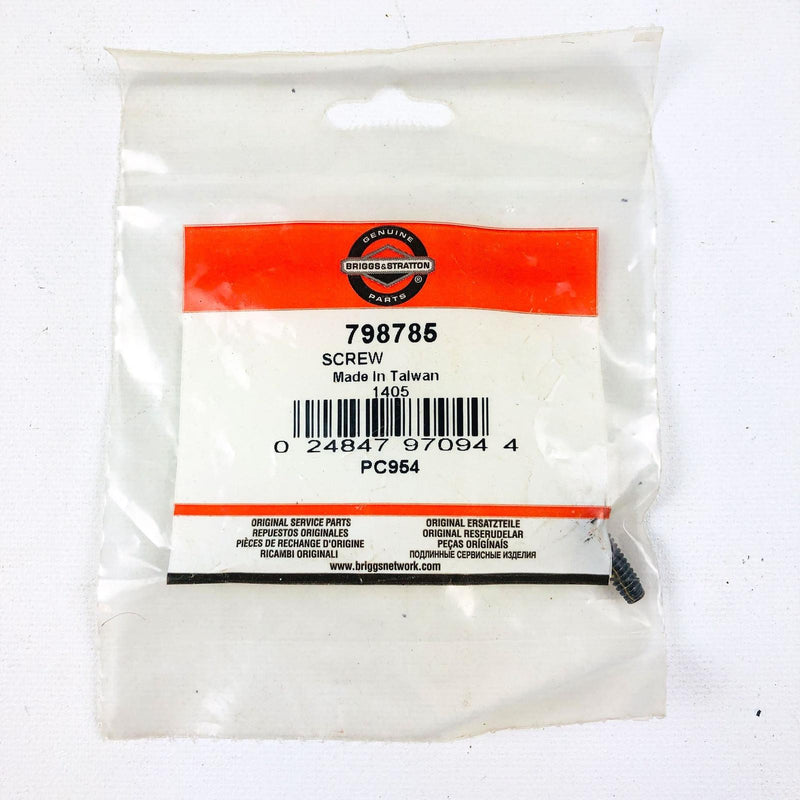 GENUINE
BRIGGS&STRATTON
®
PARTS
798785
SCREW
Made In Taiwan
1405
0 24847 97094 4
PC954
ORIGINAL SERVICE PARTS
REPUESTOS ORIGINALES
PIÈCES DE RECHANGE D'ORIGINE
RICAMBI ORIGINALI
ORIGINAL ERSATZTEILE
ORIGINAL RESERUDELAR
PEÇAS ORIGÍNAIS
ПОДЛИННЫЕ СЕРВИСНЫЕ ИЗДЕЛИЯ
www.briggsnetwork.com